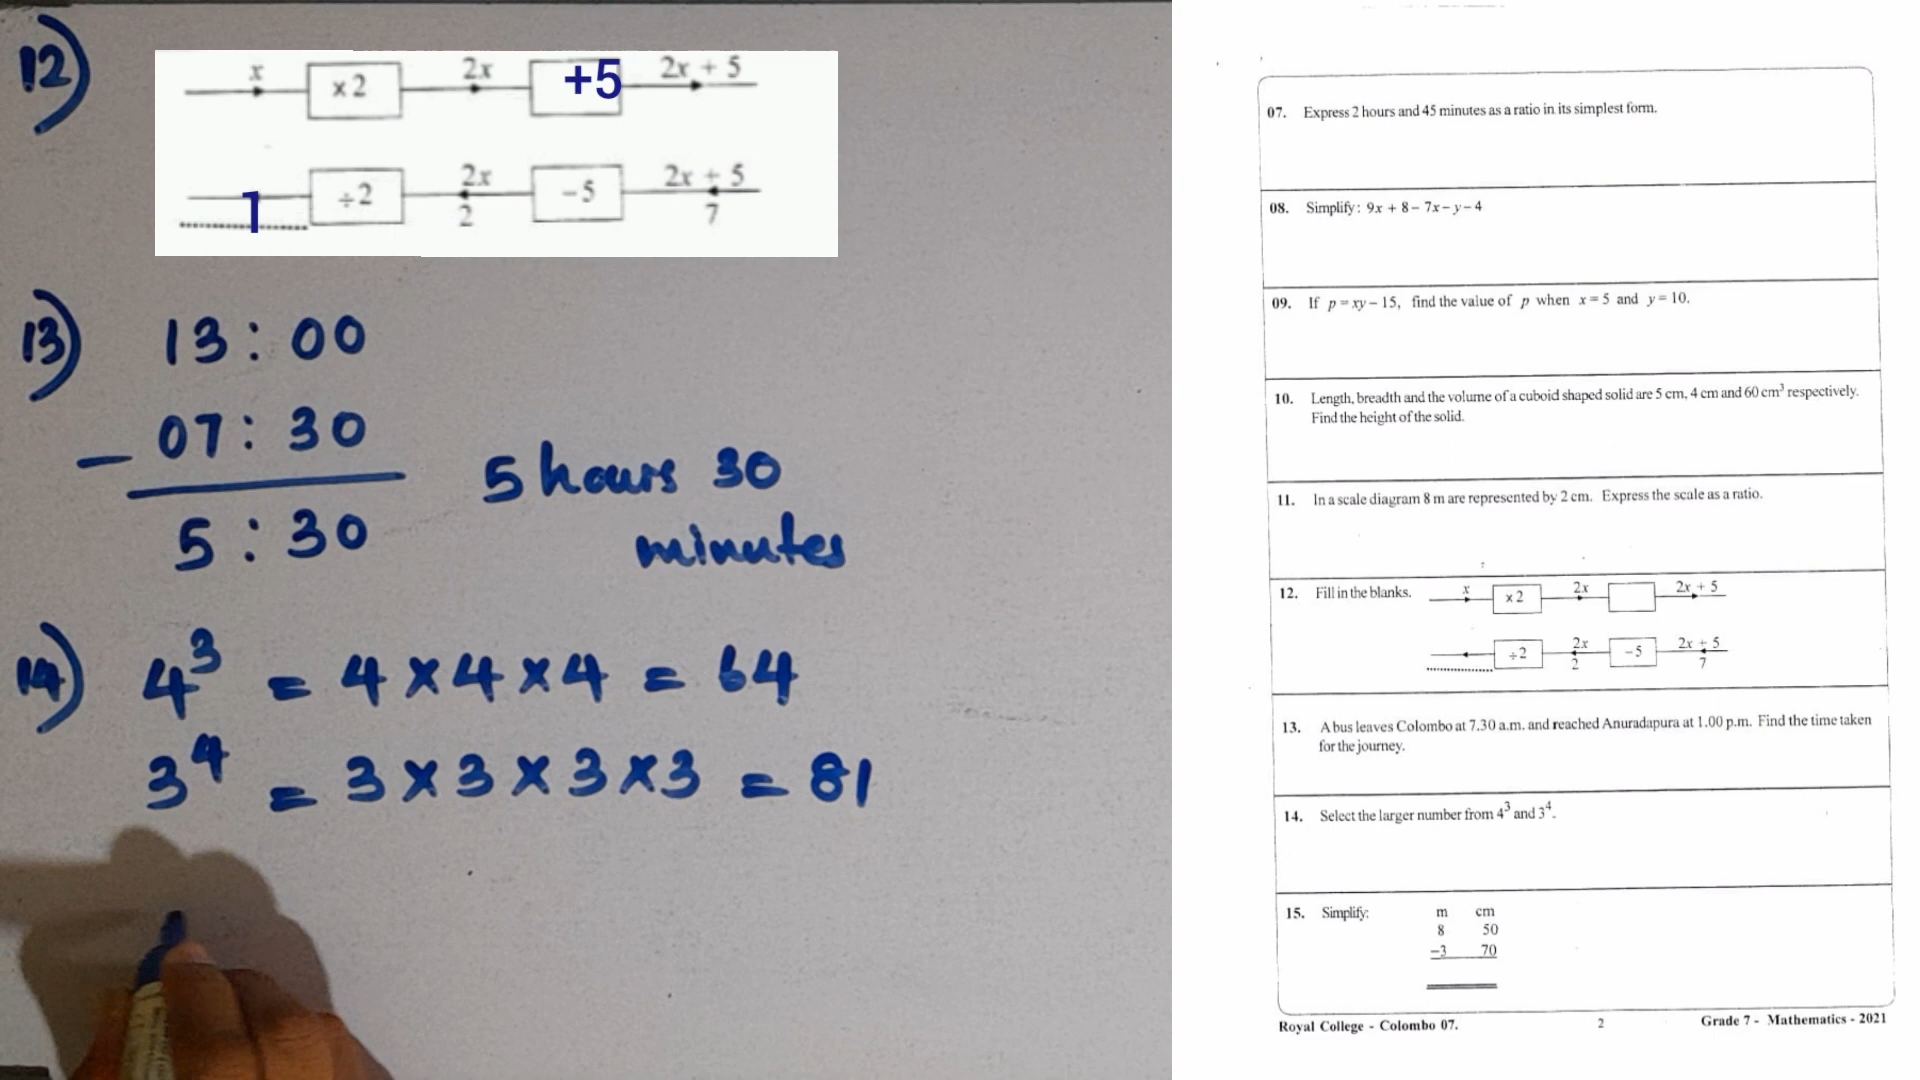 12)
x ×2 2x +5 2x + 5
1 ÷2 2x 2 −5 2x + 5 7
13) 13:00
− 07:30
5:30
5 hours 30
minutes
14) 4³ = 4 × 4 × 4 = 64
3⁴ = 3 × 3 × 3 × 3 = 81
07. Express 2 hours and 45 minutes as a ratio in its simplest form.
08. Simplify: 9x + 8 − 7x − y − 4
09. If p = xy − 15, find the value of p when x = 5 and y = 10.
10. Length, breadth and the volume of a cuboid shaped solid are 5 cm, 4 cm and 60 cm³ respectively.
Find the height of the solid.
11. In a scale diagram 8 m are represented by 2 cm. Express the scale as a ratio.
12. Fill in the blanks. x ×2 2x 2x + 5
÷2 2x 2 −5 2x + 5 7
13. A bus leaves Colombo at 7.30 a.m. and reached Anuradapura at 1.00 p.m. Find the time taken
for the journey.
14. Select the larger number from 4³ and 3⁴.
15. Simplify: m cm
8 50
−3 70
Royal College - Colombo 07. 2 Grade 7 - Mathematics - 2021